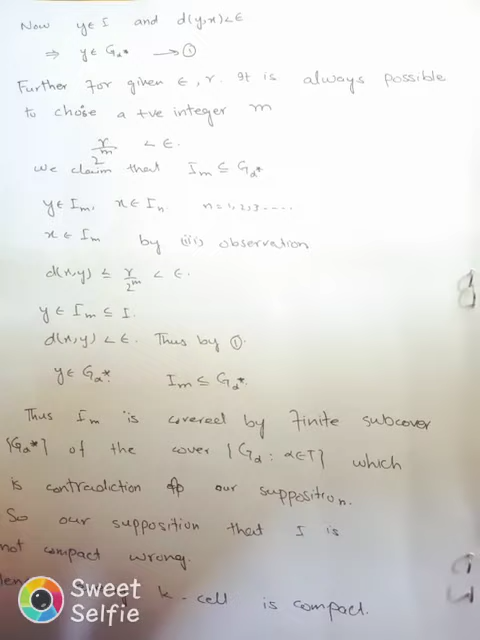 Now y∈I and d(y,x)<∈
⇒ y∈ Gα* → ①
Further for given ∈, r. It is always possible
to chose a +ve integer m
r/2^m < ∈.
we claim that Im ⊆ Gα*
y∈ Im, x∈ In n=1,2,3.....
x∈ Im by (iii) observation
d(x,y) ≤ r/2^m < ∈.
y∈ Im ⊆ I.
d(x,y) <∈. Thus by ①.
y∈ Gα*. Im ⊆ Gα*.
Thus Im is covered by finite subcover
{Gα*} of the cover {Gα : α∈T} which
is contradiction our supposition.
So our supposition that I is
not compact wrong.
k-cell is compact.
Sweet
Selfie